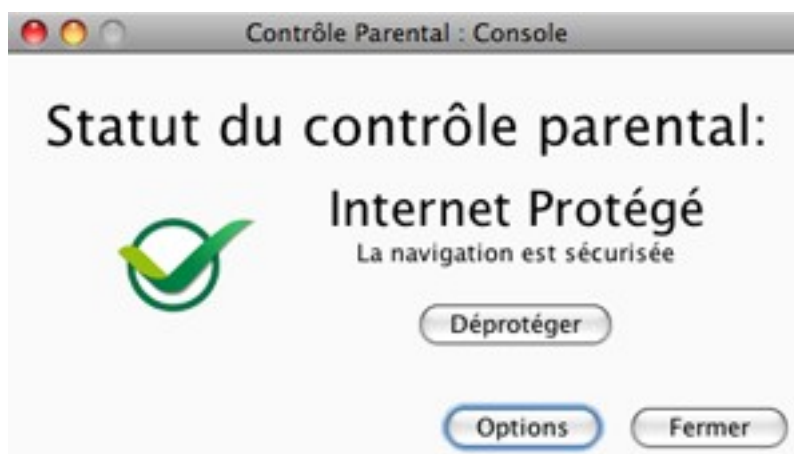 Contrôle Parental : Console
Statut du contrôle parental:
Internet Protégé
La navigation est sécurisée
Déprotéger
Options
Fermer